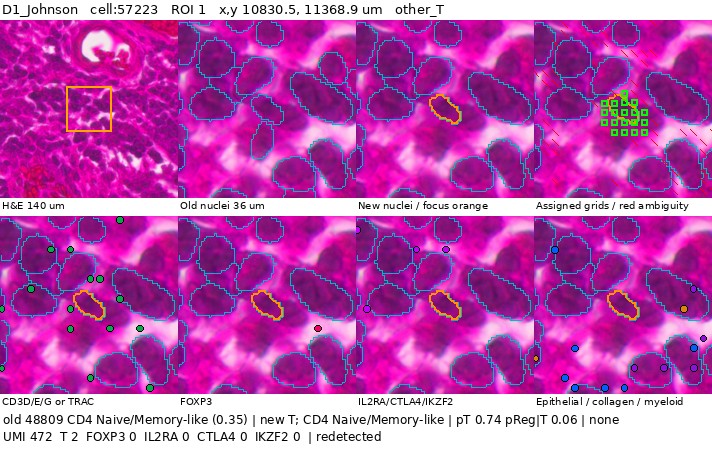 D1_Johnson   cell:57223   ROI 1   x,y 10830.5, 11368.9 um   other_T
H&E 140 um
Old nuclei 36 um
New nuclei / focus orange
Assigned grids / red ambiguity
CD3D/E/G or TRAC
FOXP3
IL2RA/CTLA4/IKZF2
Epithelial / collagen / myeloid
old 48809 CD4 Naive/Memory-like (0.35) | new T; CD4 Naive/Memory-like | pT 0.74 pReg|T 0.06 | none
UMI 472  T 2  FOXP3 0  IL2RA 0  CTLA4 0  IKZF2 0  | redetected